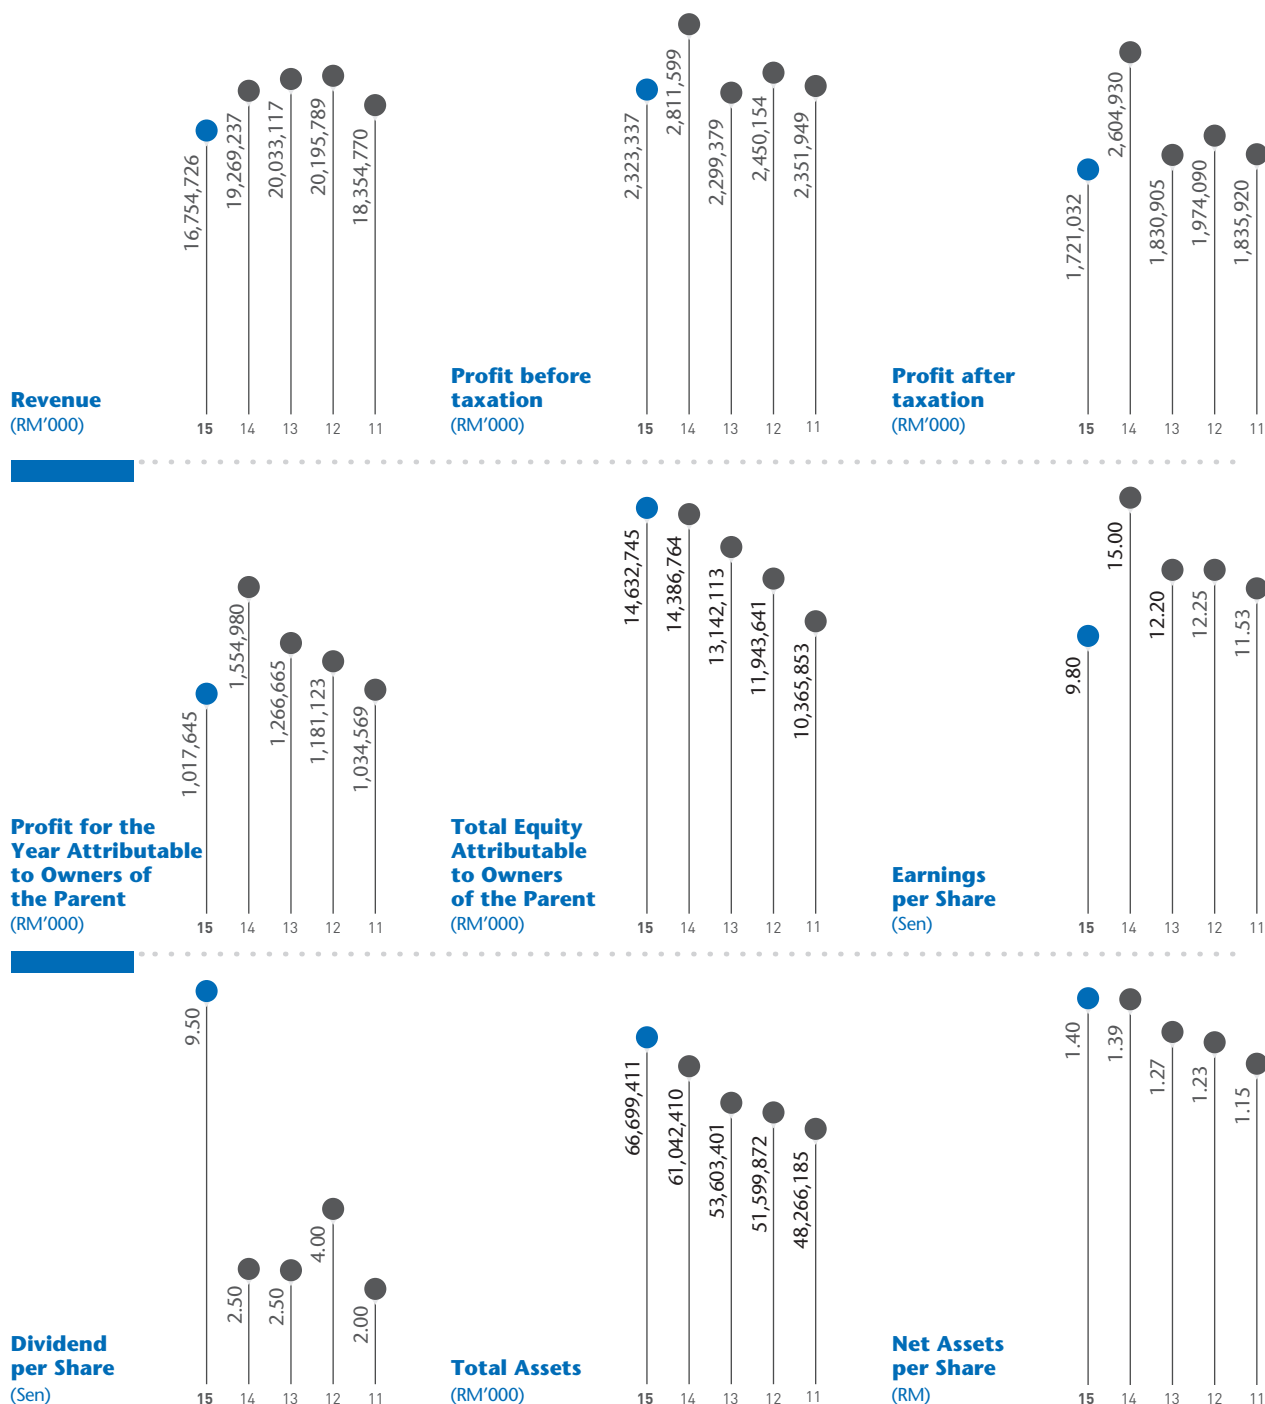 16,754,726
19,269,237
20,033,117
20,195,789
18,354,770
Revenue
(RM'000)
15 14 13 12 11
2,323,337
2,811,599
2,299,379
2,450,154
2,351,949
Profit before
taxation
(RM'000)
15 14 13 12 11
1,721,032
2,604,930
1,830,905
1,974,090
1,835,920
Profit after
taxation
(RM'000)
15 14 13 12 11
1,017,645
1,554,980
1,266,665
1,181,123
1,034,569
Profit for the
Year Attributable
to Owners of
the Parent
(RM'000)
15 14 13 12 11
14,632,745
14,386,764
13,142,113
11,943,641
10,365,853
Total Equity
Attributable
to Owners
of the Parent
(RM'000)
15 14 13 12 11
9.80
15.00
12.20
12.25
11.53
Earnings
per Share
(Sen)
15 14 13 12 11
9.50
2.50
2.50
4.00
2.00
Dividend
per Share
(Sen)
15 14 13 12 11
66,699,411
61,042,410
53,603,401
51,599,872
48,266,185
Total Assets
(RM'000)
15 14 13 12 11
1.40
1.39
1.27
1.23
1.15
Net Assets
per Share
(RM)
15 14 13 12 11